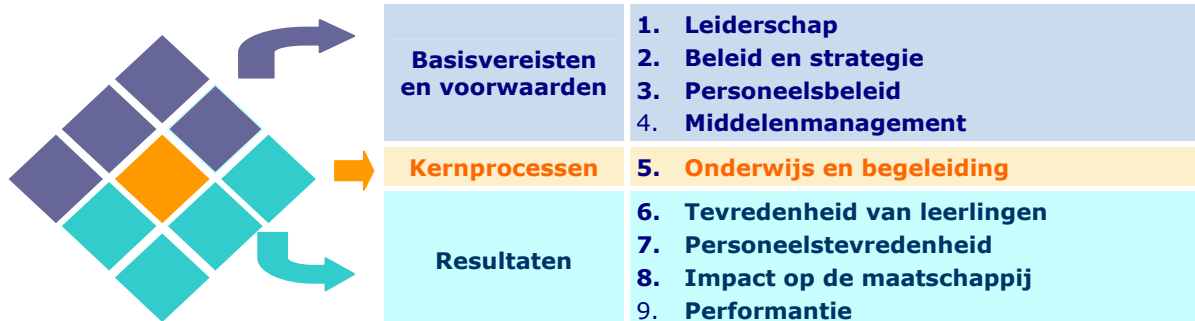 Basisvereisten
en voorwaarden
1. Leiderschap
2. Beleid en strategie
3. Personeelsbeleid
4. Middelenmanagement
Kernprocessen
5. Onderwijs en begeleiding
Resultaten
6. Tevredenheid van leerlingen
7. Personeelstevredenheid
8. Impact op de maatschappij
9. Performantie